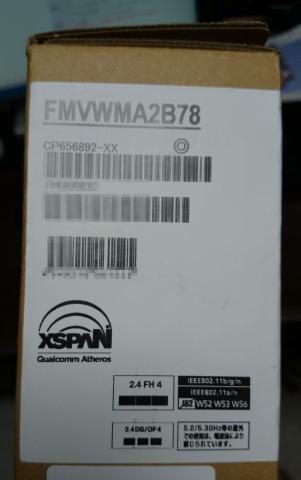 FMVWMA2B78
CP656892-XX
XSPAN
Qualcomm Atheros
2.4 FH 4
IEEE802.11b/g/n
IEEE802.11a/n
J52 W52 W53 W56
2.4DS/OF4
5.2/5.3GHz帯の屋外
での使用は、電波法により
禁じられています。